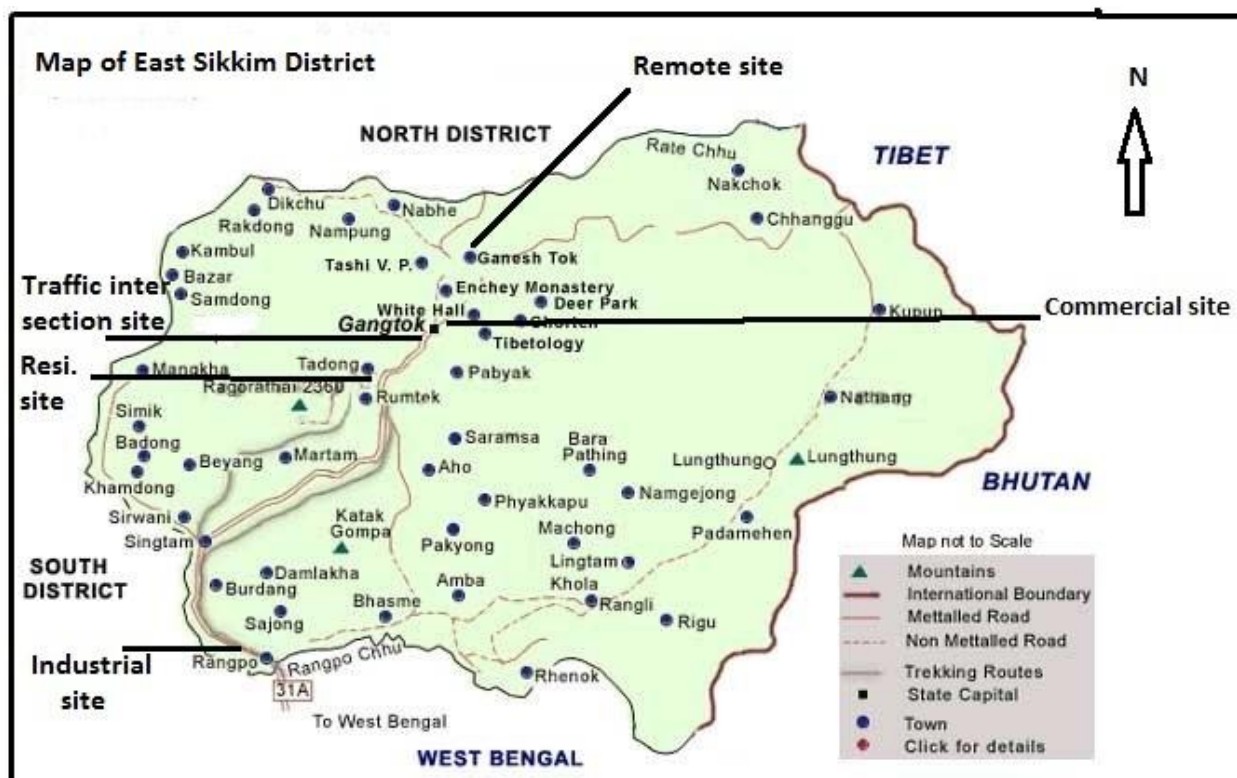 Map of East Sikkim District
Remote site
N
NORTH DISTRICT
Rate Chhu
TIBET
Nakchok
Dikchu
Nabhe
Rakdong
Nampung
Chhanggu
Kambul
Ganesh Tok
Tashi V. P.
Bazar
Enchey Monastery
Samdong
Deer Park
Traffic inter
section site
White Hall
Kupup
Commercial site
Gangtok
Chorten
Tibetology
Resi.
site
Mangkha
Tadong
Pabyak
Ragorathai 2360
Rumtek
Nathang
Simik
Badong
Saramsa
Bara
Pathing
Beyang
Martam
Aho
Lungthung
Lungthung
Khamdong
Namgejong
BHUTAN
Phyakkapu
Sirwani
Katak
Gompa
Padamehen
Singtam
Pakyong
Machong
Lingtam
Map not to Scale
SOUTH
DISTRICT
Damlakha
Burdang
Amba
Khola
Rangli
Bhasme
Sajong
Rigu
Mountains
International Boundary
Mettalled Road
Non Mettalled Road
Trekking Routes
State Capital
Town
Click for details
Industrial
site
Rangpo
Rangpo Chhu
Rhenok
31A
To West Bengal
WEST BENGAL